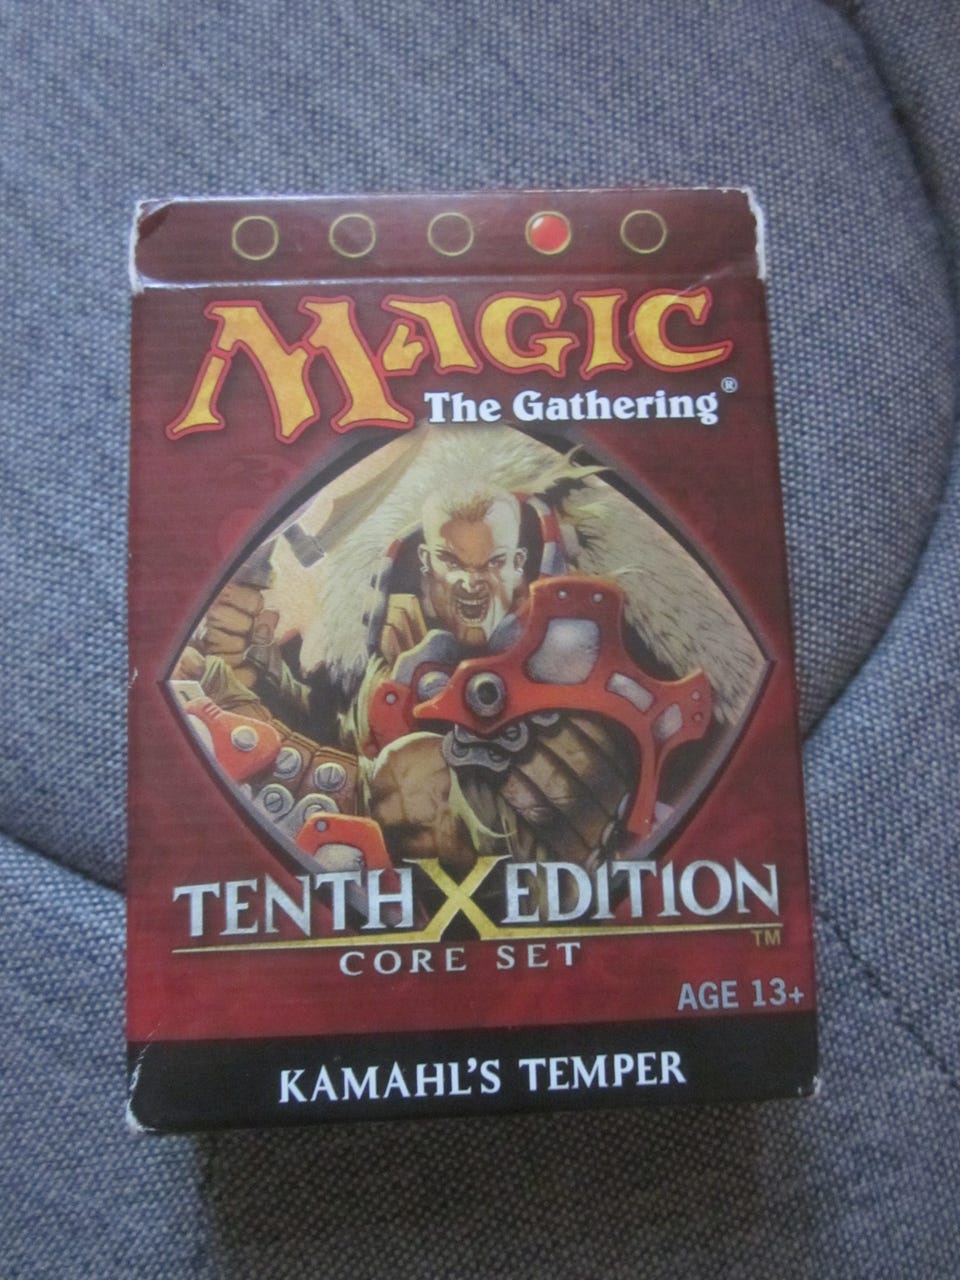 MAGIC
The Gathering®
TENTH X EDITION
™
CORE SET
AGE 13+
KAMAHL'S TEMPER